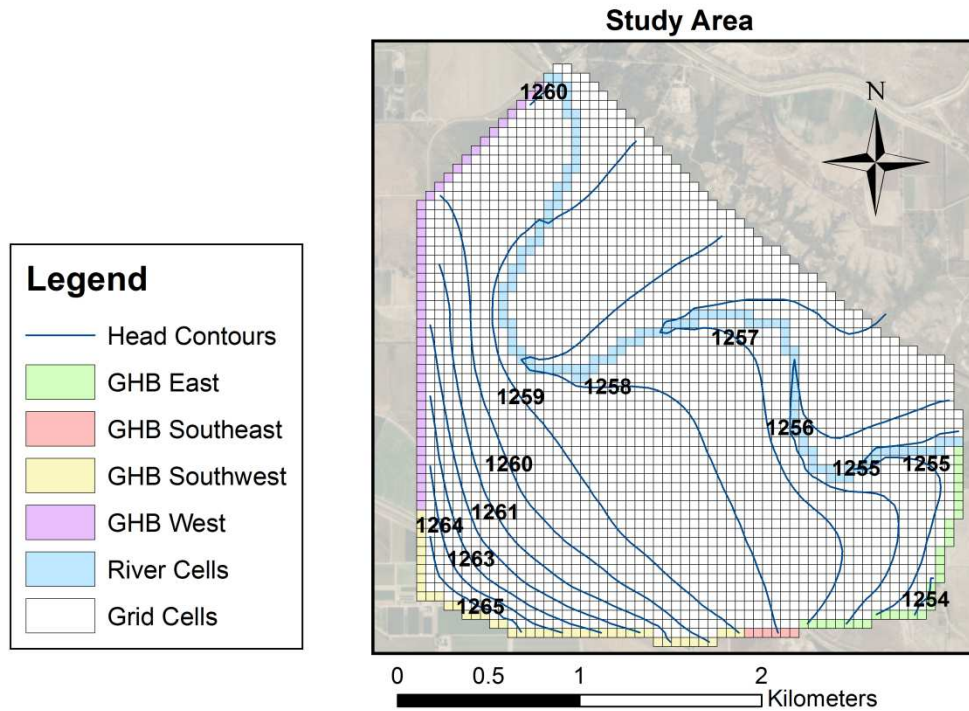 Study Area
N
1260
1257
1259
1258
1256
1260
1255
1255
1261
1264
1263
1265
1254
Legend
Head Contours
GHB East
GHB Southeast
GHB Southwest
GHB West
River Cells
Grid Cells
0 0.5 1 2
Kilometers